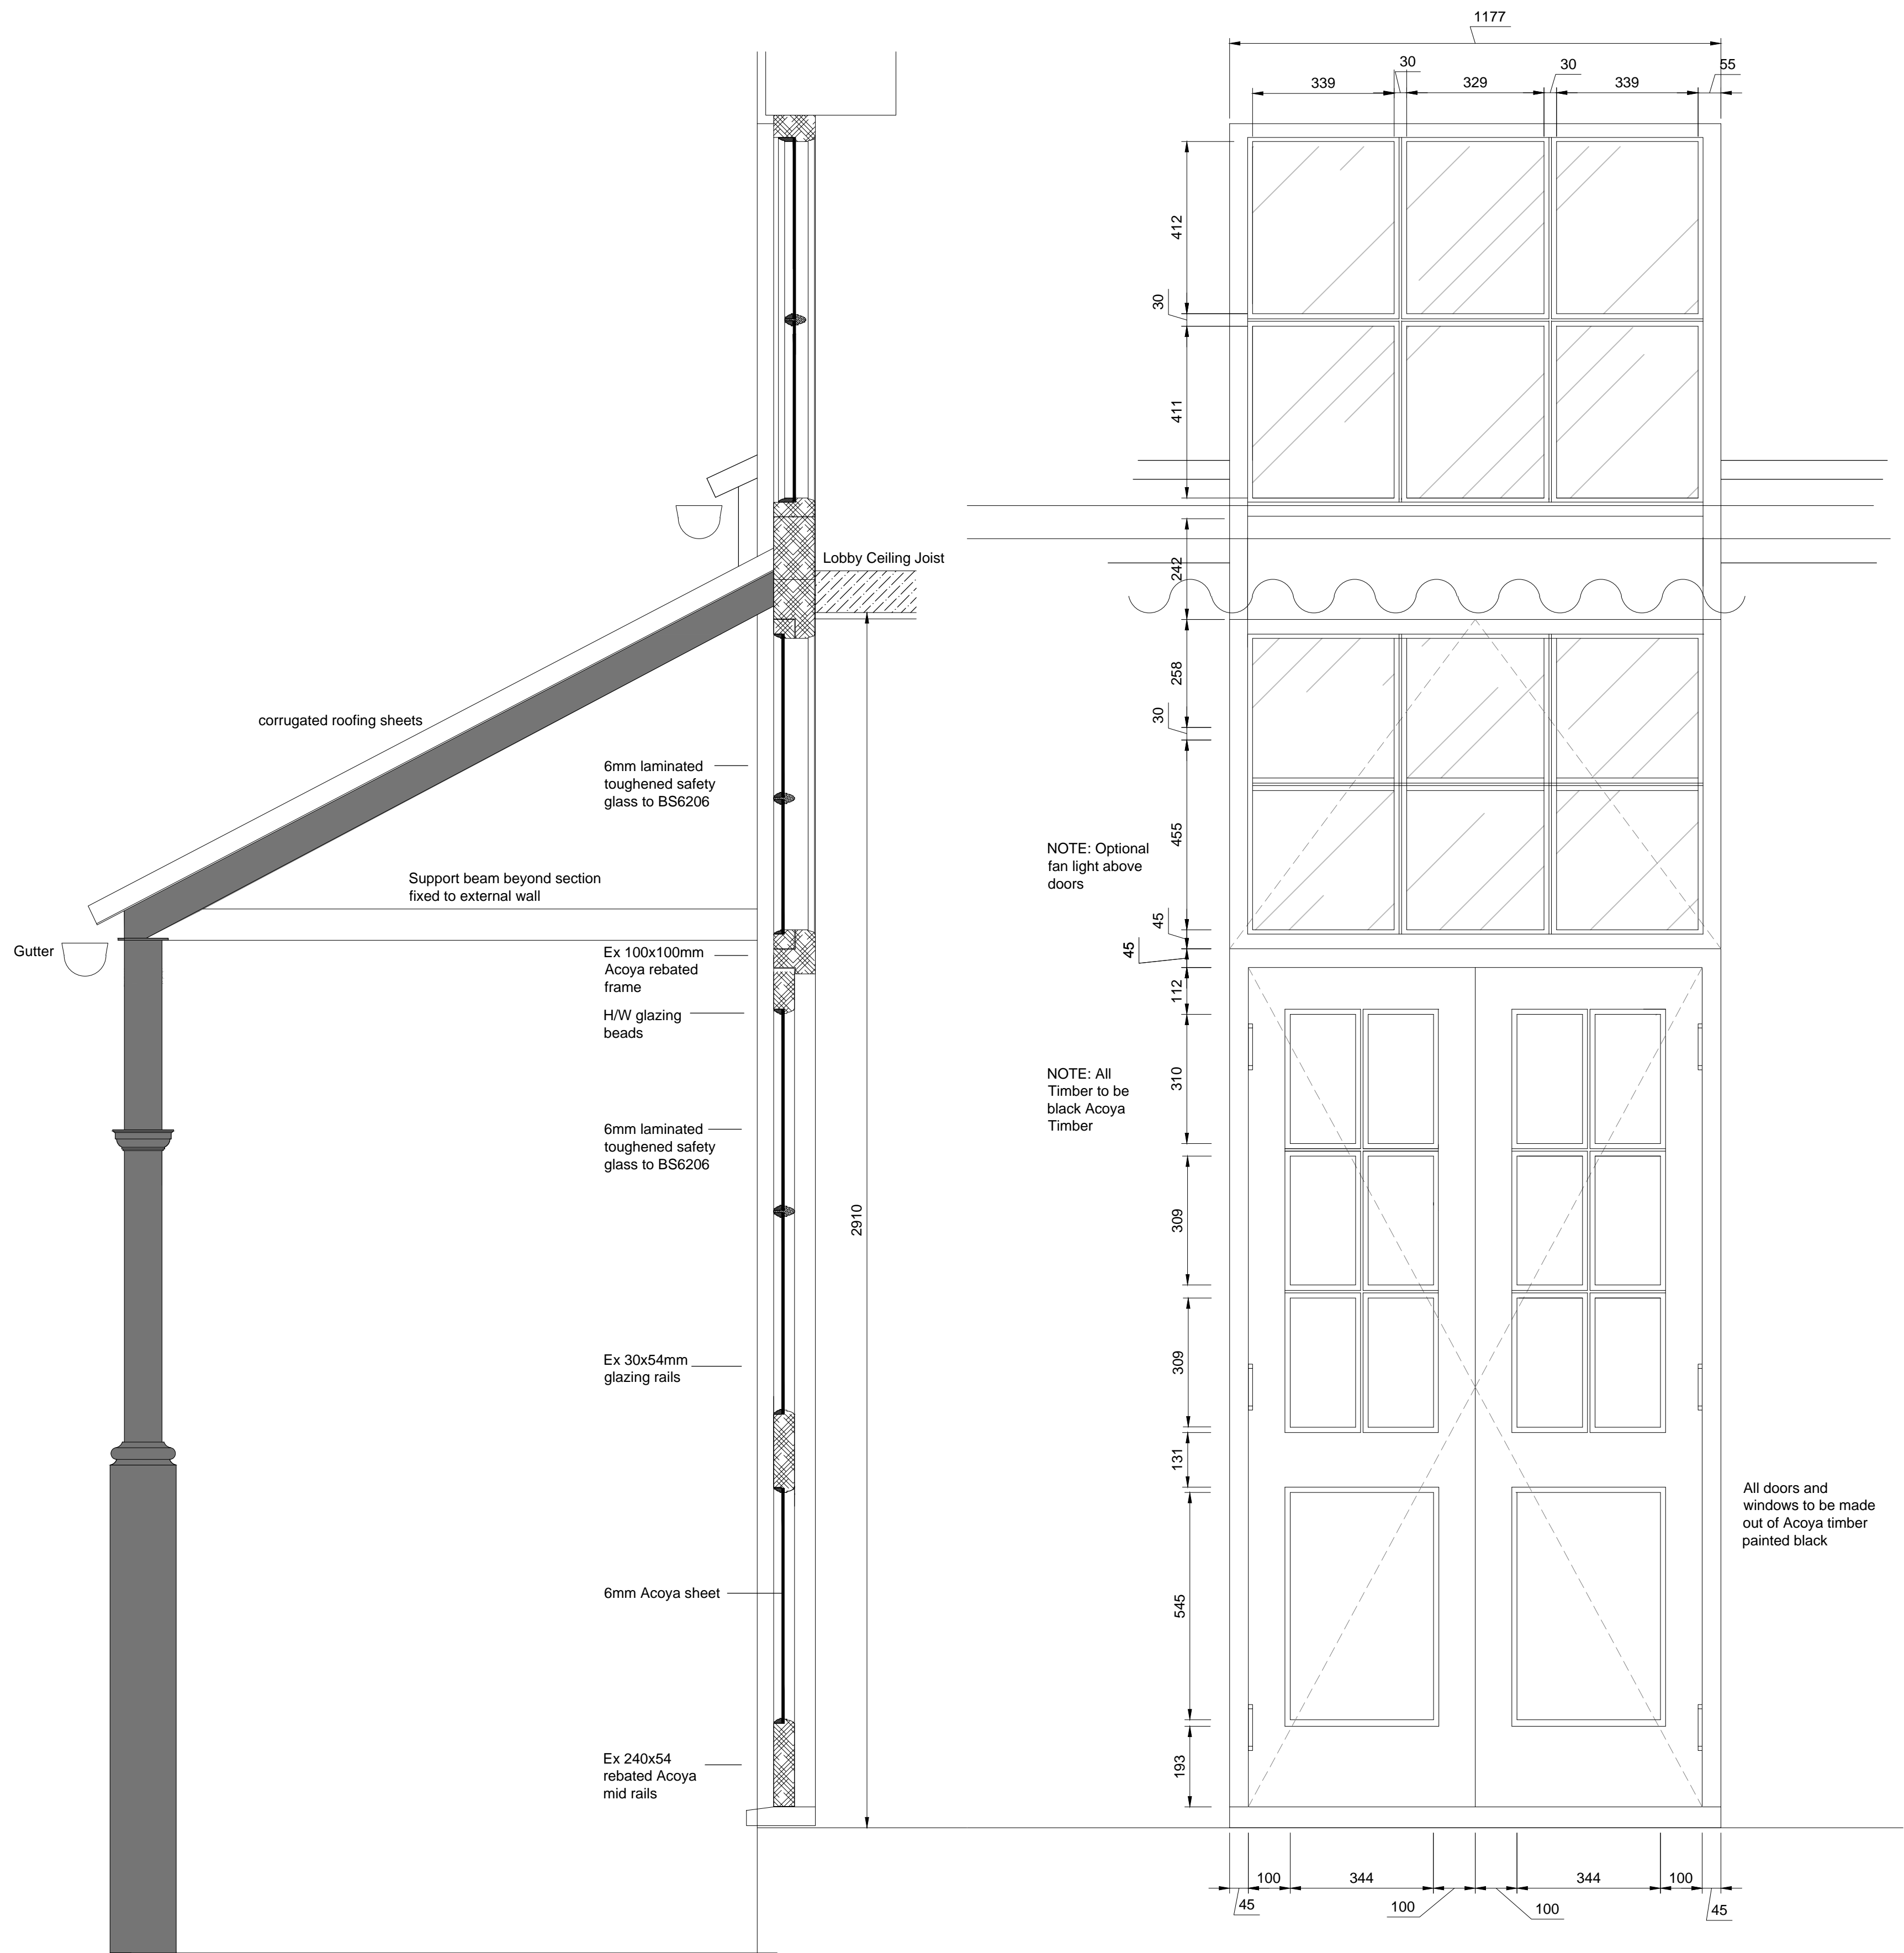 1177
30
30
55
339
329
339
412
30
411
Lobby Ceiling Joist
242
258
30
corrugated roofing sheets
6mm laminated
toughened safety
glass to BS6206
455
NOTE: Optional
fan light above
doors
Support beam beyond section
fixed to external wall
45
45
Gutter
Ex 100x100mm
Acoya rebated
frame
112
H/W glazing
beads
310
NOTE: All
Timber to be
black Acoya
Timber
6mm laminated
toughened safety
glass to BS6206
2910
309
309
Ex 30x54mm
glazing rails
131
All doors and
windows to be made
out of Acoya timber
painted black
545
6mm Acoya sheet
193
Ex 240x54
rebated Acoya
mid rails
100
344
344
100
45
100
100
45